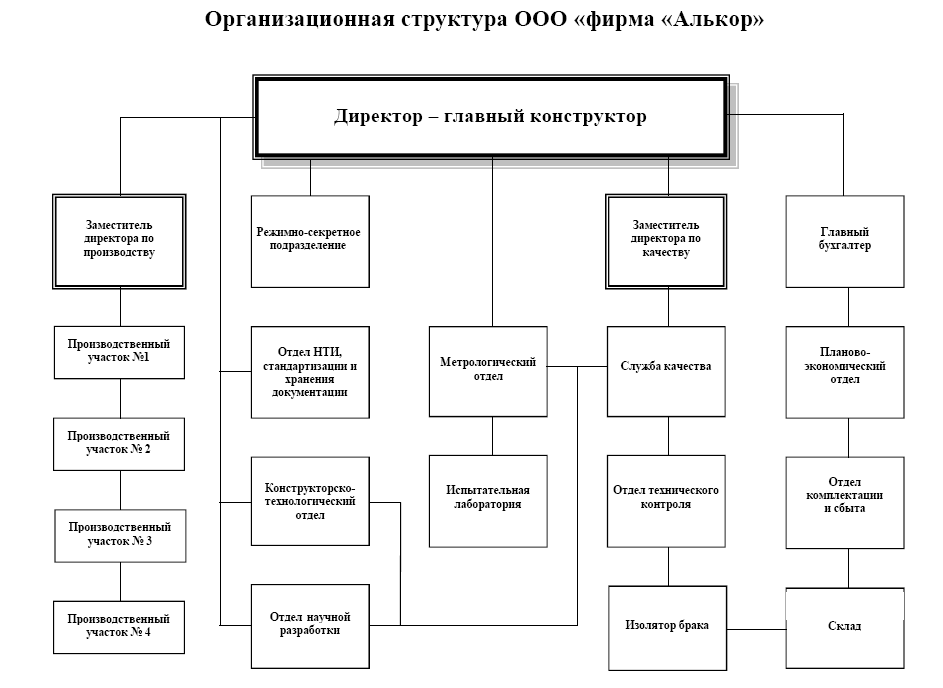 Организационная структура ООО «фирма «Алькор»
Директор – главный конструктор
Заместитель
директора по
производству
Режимно-секретное
подразделение
Заместитель
директора по
качеству
Главный
бухгалтер
Производственный
участок №1
Отдел НТИ,
стандартизации и
хранения
документации
Метрологический
отдел
Служба качества
Планово-
экономический
отдел
Производственный
участок № 2
Конструкторско-
технологический
отдел
Испытательная
лаборатория
Отдел технического
контроля
Отдел
комплектации
и сбыта
Производственный
участок № 3
Производственный
участок № 4
Отдел научной
разработки
Изолятор брака
Склад